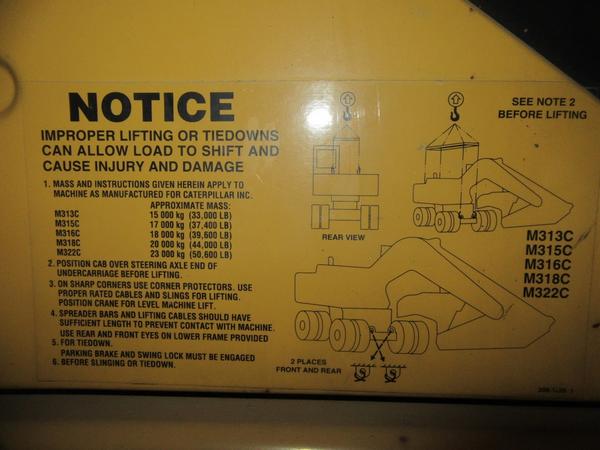 NOTICE
IMPROPER LIFTING OR TIEDOWNS
CAN ALLOW LOAD TO SHIFT AND
CAUSE INJURY AND DAMAGE
1. MASS AND INSTRUCTIONS GIVEN HEREIN APPLY TO
MACHINE AS MANUFACTURED FOR CATERPILLAR INC.
APPROXIMATE MASS:
M313C 15 000 kg (33,000 LB)
M315C 17 000 kg (37,400 LB)
M316C 18 000 kg (39,600 LB)
M318C 20 000 kg (44,000 LB)
M322C 23 000 kg (50,600 LB)
2. POSITION CAB OVER STEERING AXLE END OF
UNDERCARRIAGE BEFORE LIFTING.
3. ON SHARP CORNERS USE CORNER PROTECTORS. USE
PROPER RATED CABLES AND SLINGS FOR LIFTING.
POSITION CRANE FOR LEVEL MACHINE LIFT.
4. SPREADER BARS AND LIFTING CABLES SHOULD HAVE
SUFFICIENT LENGTH TO PREVENT CONTACT WITH MACHINE.
USE REAR AND FRONT EYES ON LOWER FRAME PROVIDED
5. FOR TIEDOWN.
PARKING BRAKE AND SWING LOCK MUST BE ENGAGED
6. BEFORE SLINGING OR TIEDOWN.
SEE NOTE 2
BEFORE LIFTING
REAR VIEW
M313C
M315C
M316C
M318C
M322C
2 PLACES
FRONT AND REAR